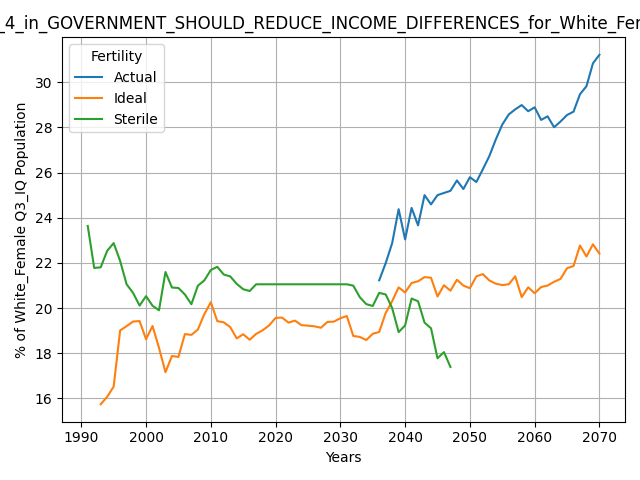 _4_in_GOVERNMENT_SHOULD_REDUCE_INCOME_DIFFERENCES_for_White_Fe
Fertility
Actual
Ideal
Sterile
% of White_Female Q3_IQ Population
30
28
26
24
22
20
18
16
1990 2000 2010 2020 2030 2040 2050 2060 2070
Years